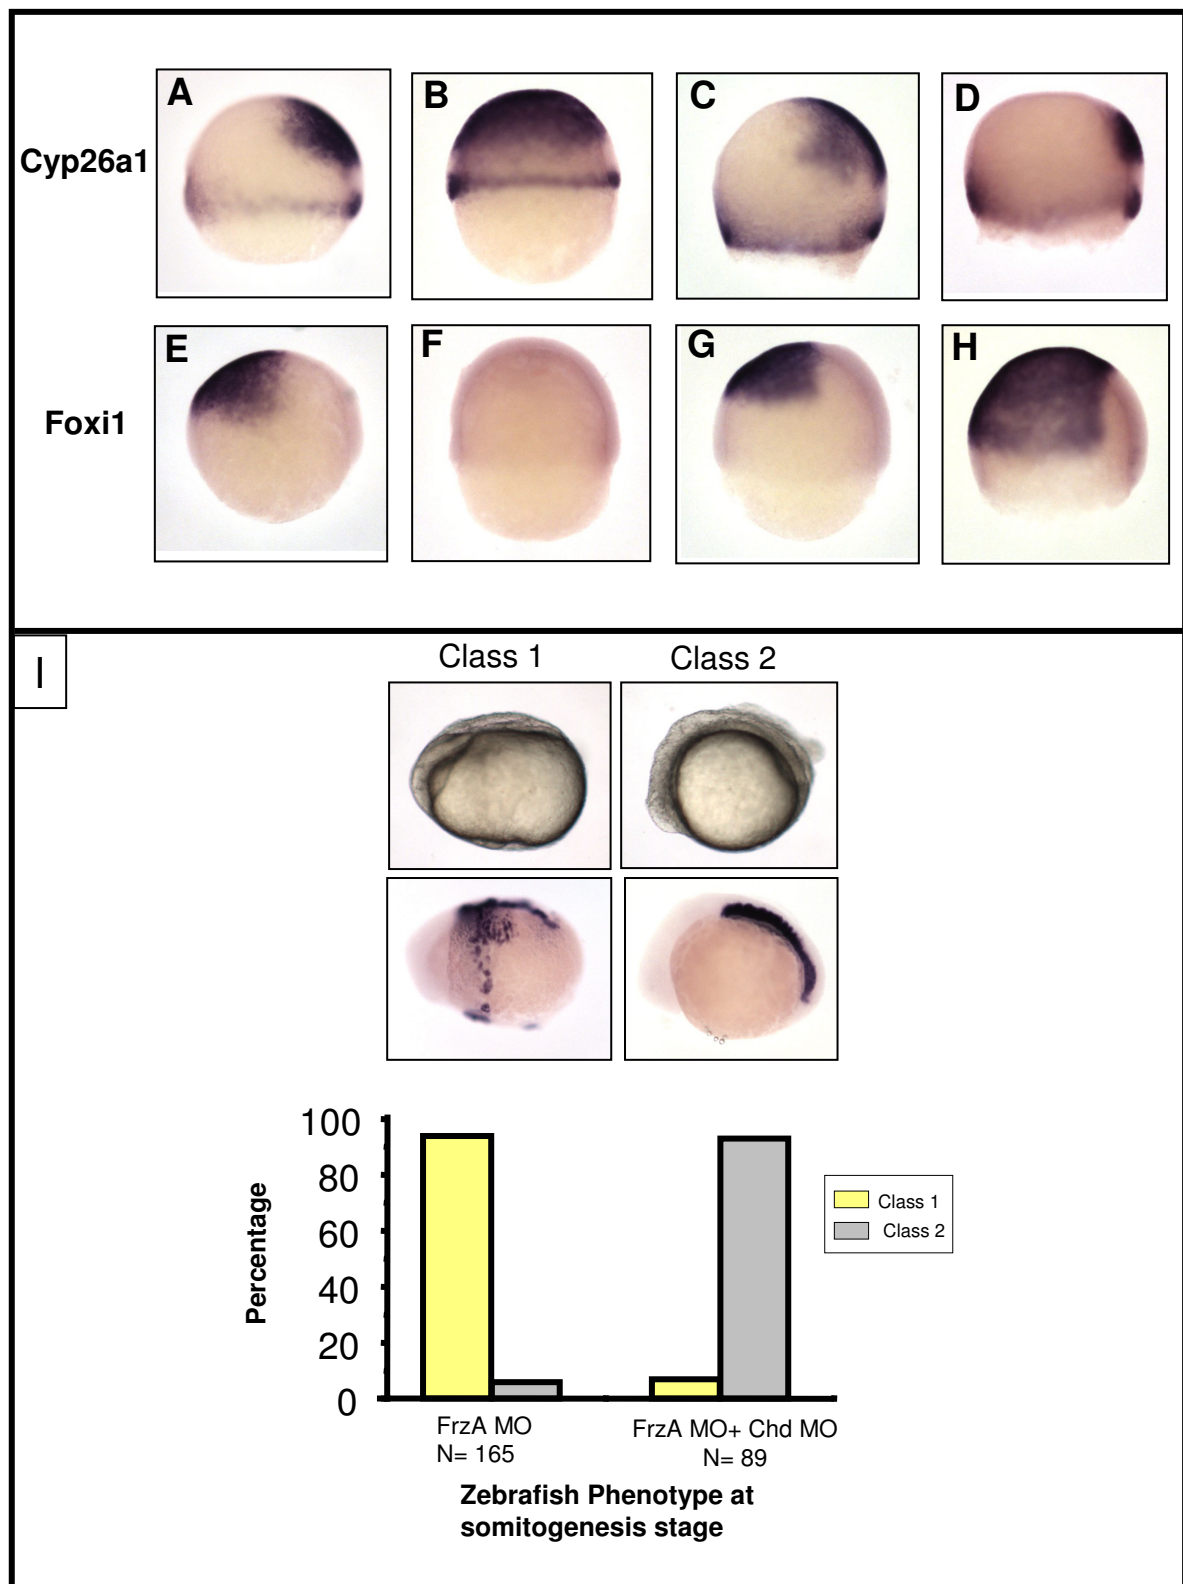 A
B
C
D
Cyp26a1
E
F
G
H
Foxi1
I
Class 1
Class 2
100
80
60
40
20
0
Percentage
Class 1
Class 2
FrzA MO
N= 165
FrzA MO+ Chd MO
N= 89
Zebrafish Phenotype at
somitogenesis stage